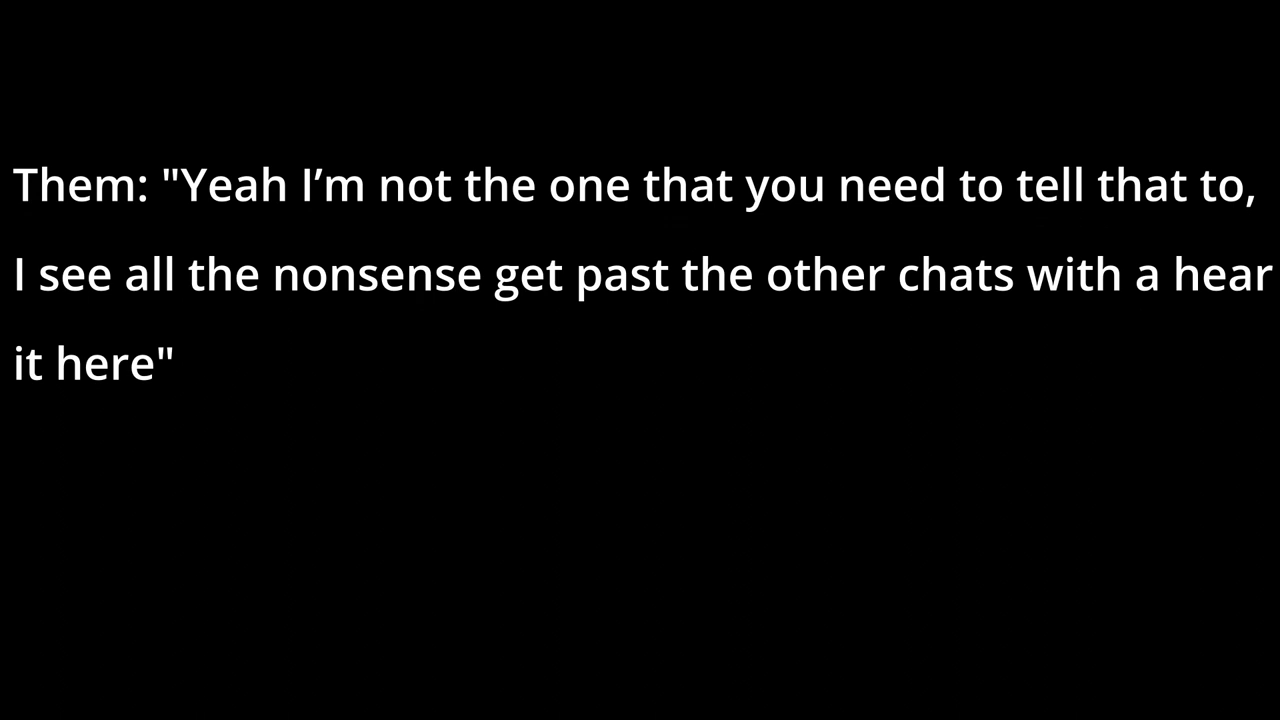 Them: "Yeah I’m not the one that you need to tell that to,
I see all the nonsense get past the other chats with a hear
it here"